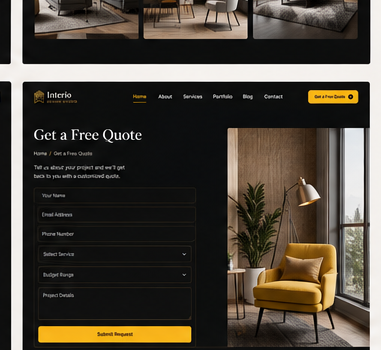 Interio
Home About Services Portfolio Blog Contact
Get a Free Quote
Get a Free Quote
Home / Get a Free Quote
Tell us about your project and we'll get
back to you with a customized quote.
Your Name
Email Address
Phone Number
Select Service
Budget Range
Project Details
Submit Request